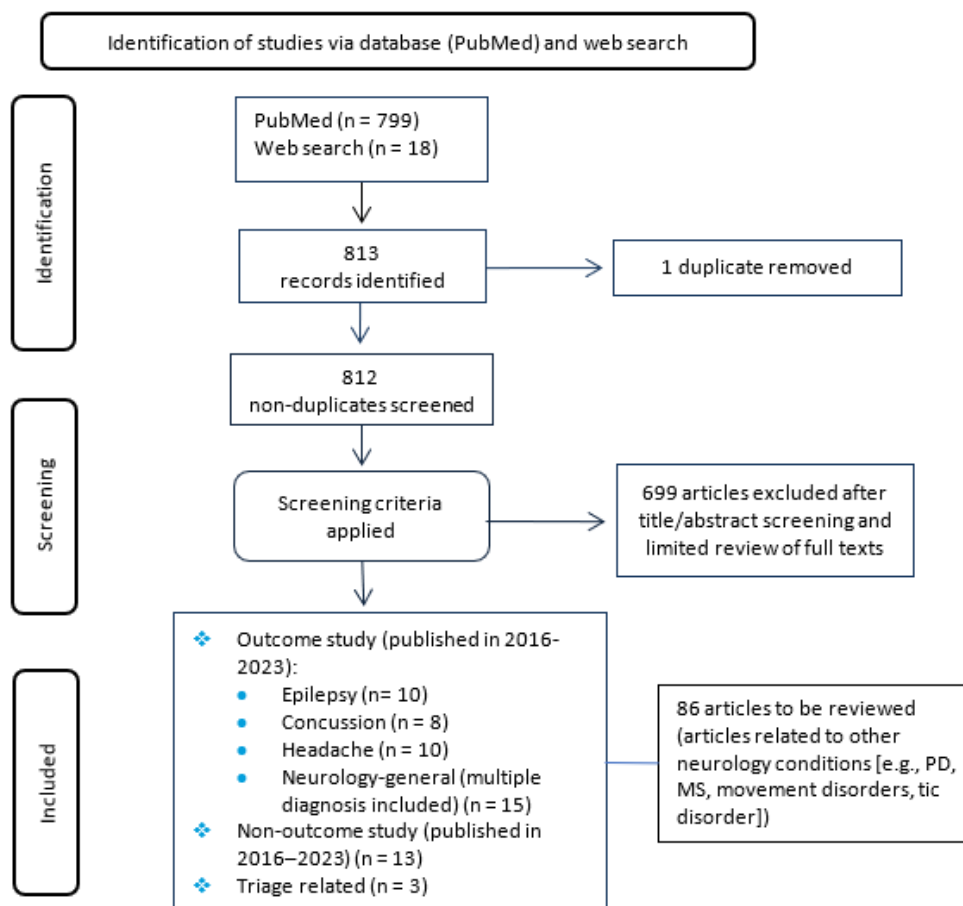 Identification of studies via database (PubMed) and web search
Identification
PubMed (n = 799)
Web search (n = 18)
813
records identified
1 duplicate removed
812
non-duplicates screened
Screening
Screening criteria
applied
699 articles excluded after
title/abstract screening and
limited review of full texts
Included
Outcome study (published in 2016-
2023):
Epilepsy (n= 10)
Concussion (n = 8)
Headache (n = 10)
Neurology-general (multiple
diagnosis included) (n = 15)
Non-outcome study (published in
2016–2023) (n = 13)
Triage related (n = 3)
86 articles to be reviewed
(articles related to other
neurology conditions [e.g., PD,
MS, movement disorders, tic
disorder])